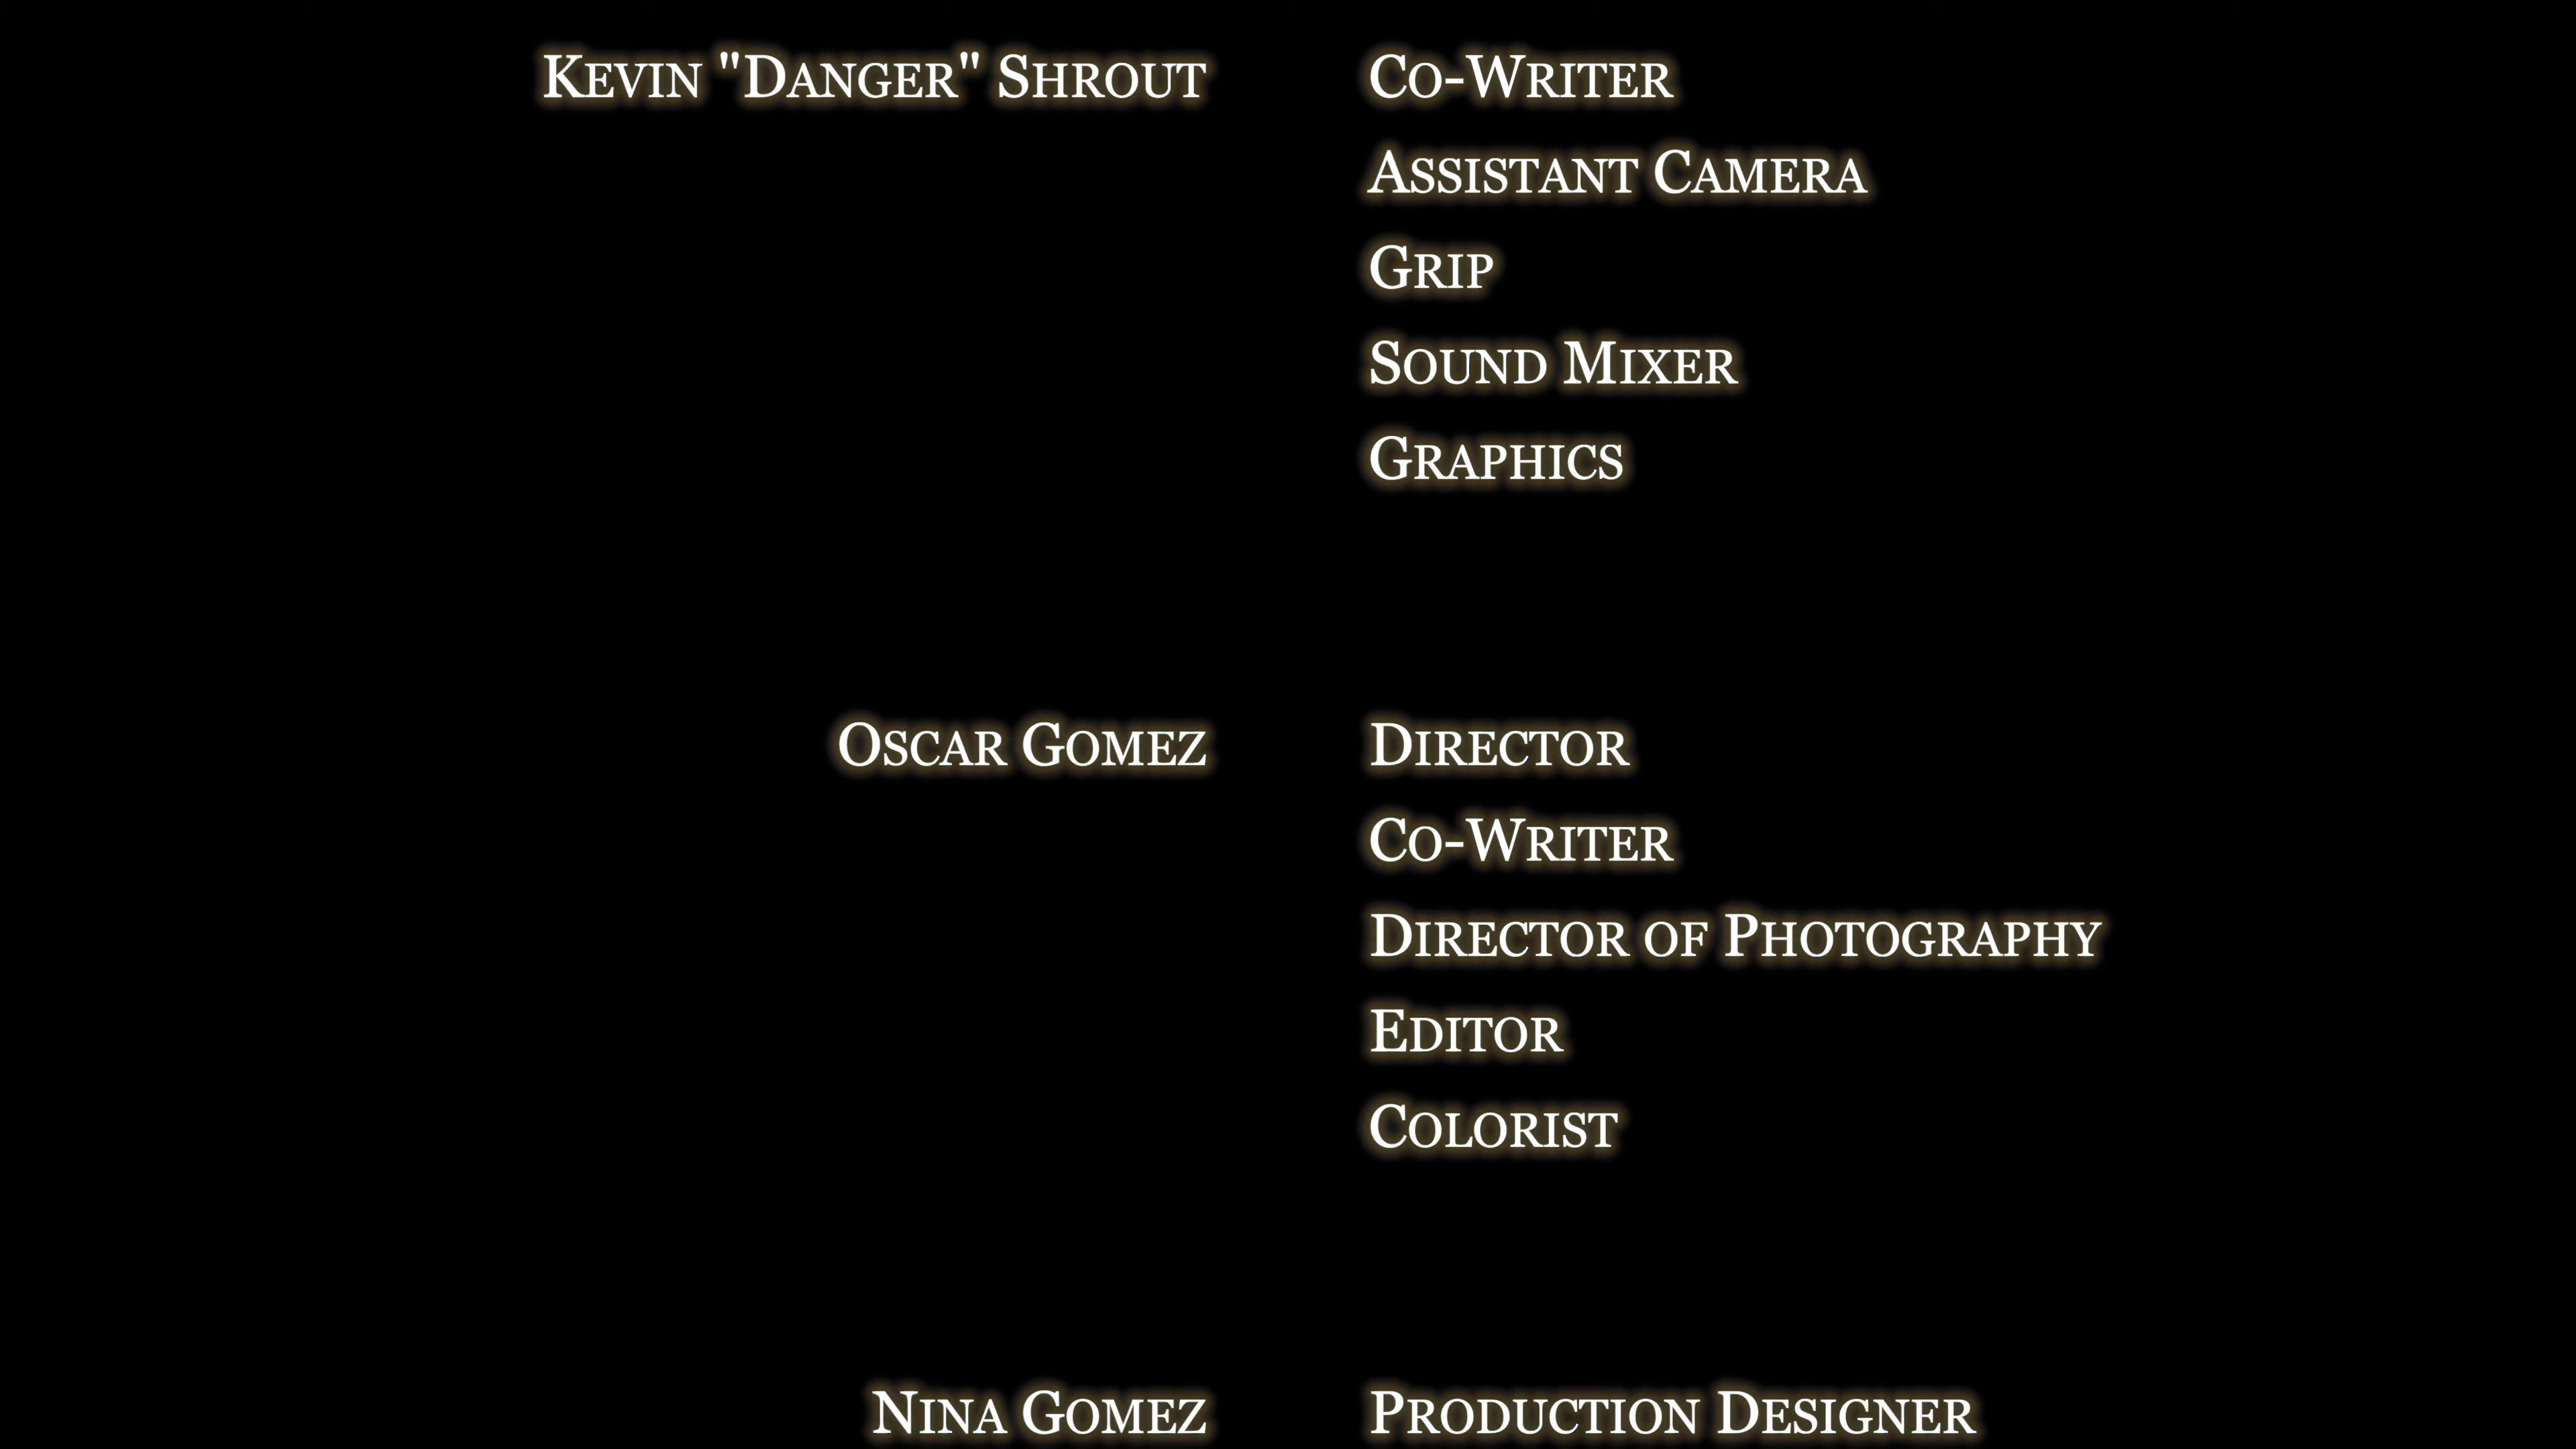 Kevin "Danger" Shrout Co-Writer
Assistant Camera
Grip
Sound Mixer
Graphics
Oscar Gomez Director
Co-Writer
Director of Photography
Editor
Colorist
Nina Gomez Production Designer